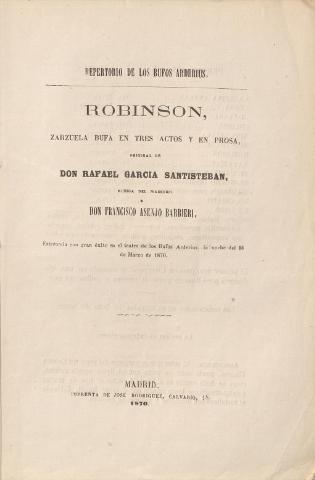 REPERTORIO DE LOS BUFOS ARDERIUS.
ROBINSON,
ZARZUELA BUFA EN TRES ACTOS Y EN PROSA,
ORIGINAL DE
DON RAFAEL GARCIA SANTISTEBAN,
MÚSICA DEL MAESTRO
DON FRANCISCO ASENJO BARBIERI.
Estrenada con gran éxito en el teatro de los Bufos Arderius, la noche del 18
de Marzo de 1870.
MADRID.
IMPRENTA DE JOSÉ RODRIGUEZ, CALVARIO, 18.
1870.